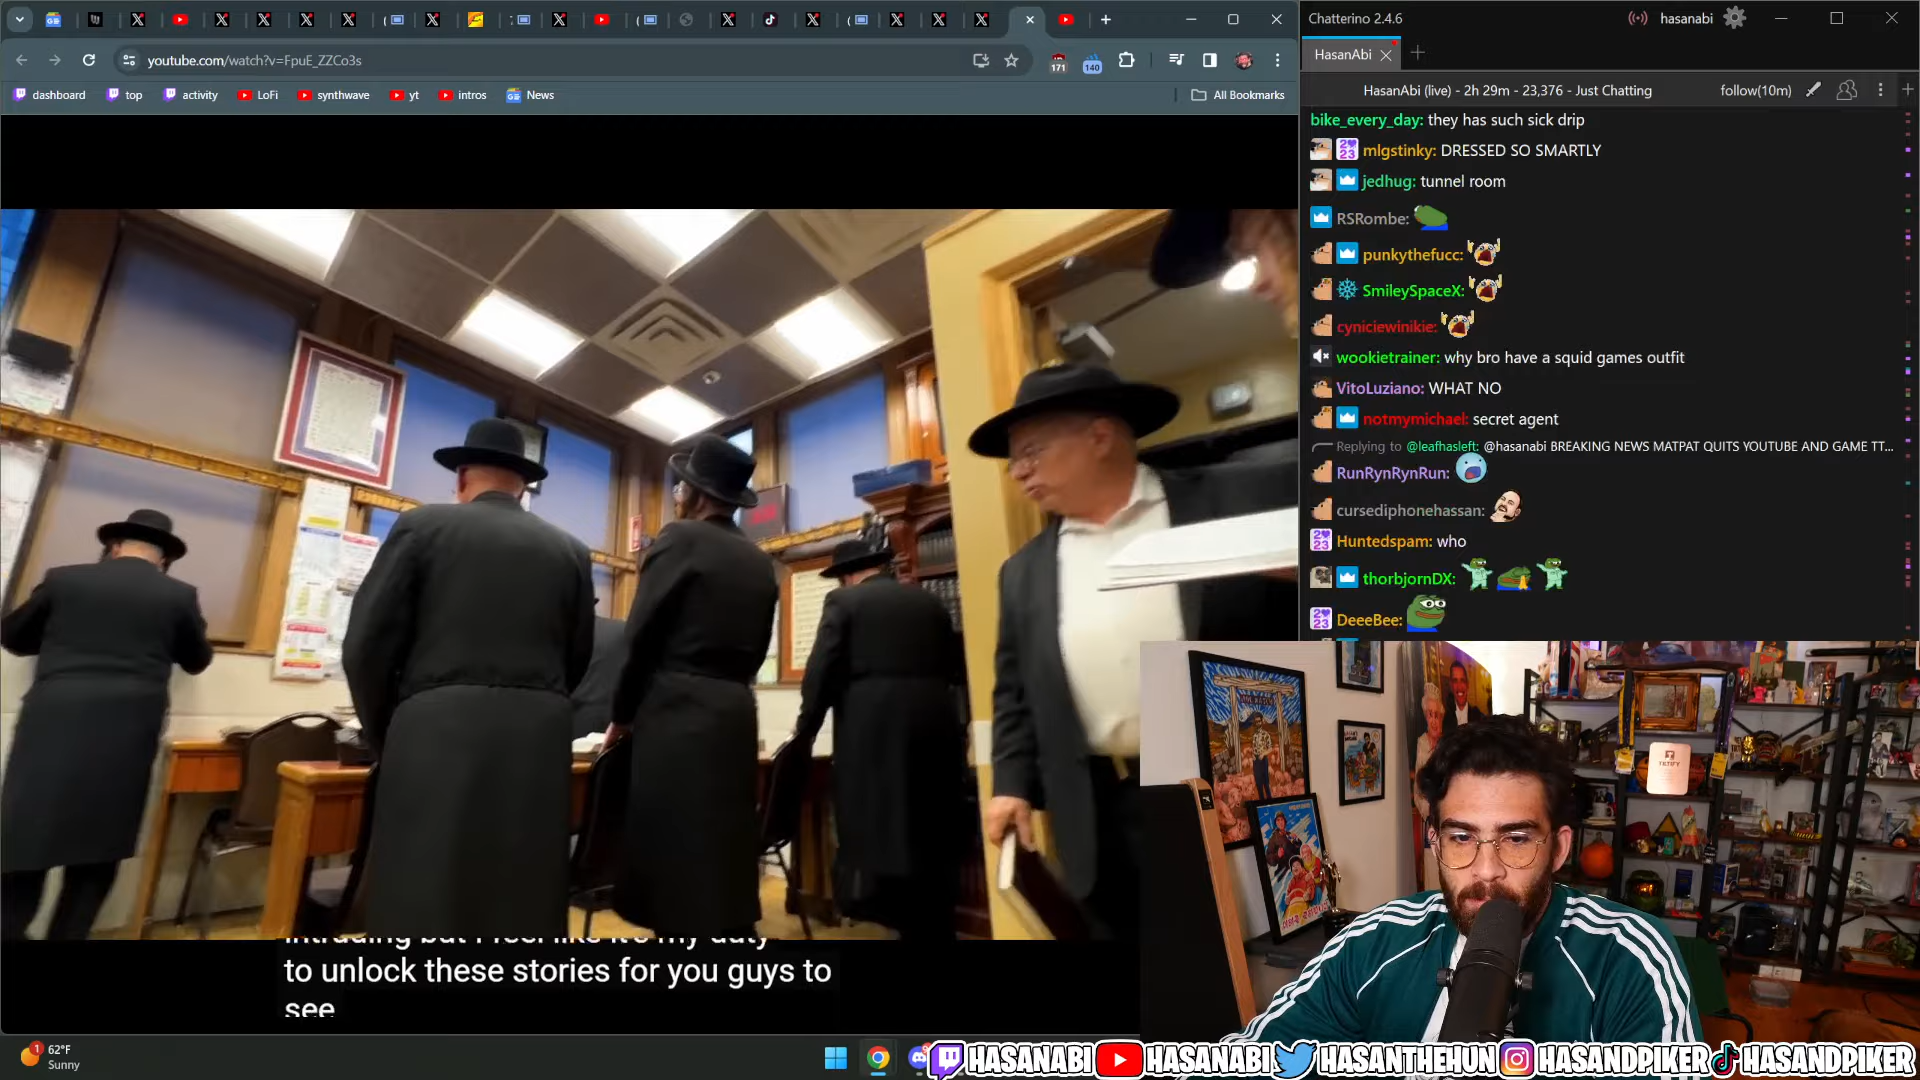 youtube.com/watch?v=FpuE_ZZCo3s
171
140
dashboard
top
activity
LoFi
synthwave
yt
intros
News
All Bookmarks
to unlock these stories for you guys to
see
1
62°F
Sunny
Chatterino 2.4.6
hasanabi
HasanAbi
HasanAbi (live) - 2h 29m - 23,376 - Just Chatting
follow(10m)
bike_every_day: they has such sick drip
mlgstinky: DRESSED SO SMARTLY
jedhug: tunnel room
RSRombe:
punkythefucc:
SmileySpaceX:
cyniciewinikie:
wookietrainer: why bro have a squid games outfit
VitoLuziano: WHAT NO
notmymichael: secret agent
Replying to @leafhasleft: @hasanabi BREAKING NEWS MATPAT QUITS YOUTUBE AND GAME TT...
RunRynRynRun:
cursediphonehassan:
Huntedspam: who
thorbjornDX:
DeeeBee:
HASANABI HASANABI HASANTHEHUN HASANDPIKER HASANDPIKER